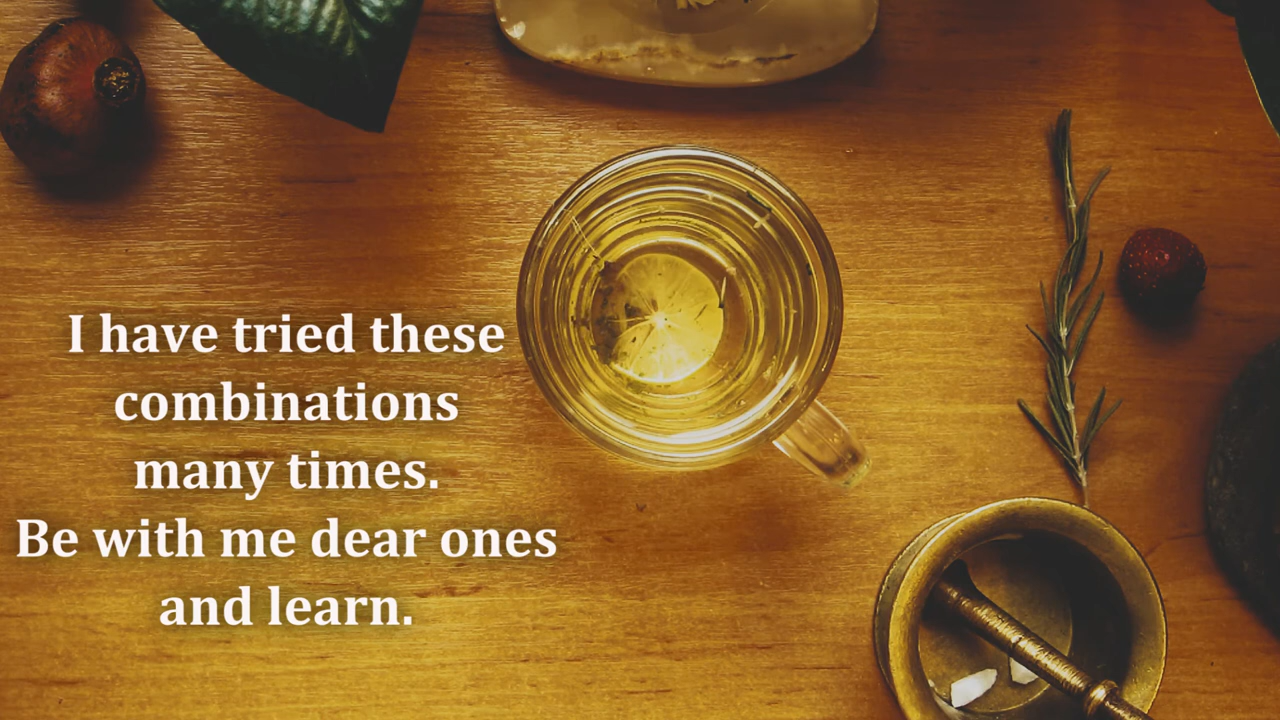 I have tried these
combinations
many times.
Be with me dear ones
and learn.